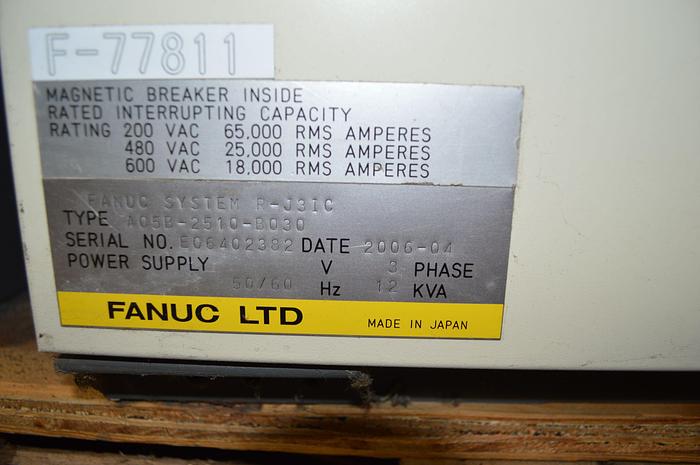 F-77811
MAGNETIC BREAKER INSIDE
RATED INTERRUPTING CAPACITY
RATING 200 VAC 65,000 RMS AMPERES
480 VAC 25,000 RMS AMPERES
600 VAC 18,000 RMS AMPERES
FANUC SYSTEM R-J3IC
TYPE A05B-2510-B030
SERIAL NO. E06402382 DATE 2006-04
POWER SUPPLY V 3 PHASE
50/60 Hz 12 KVA
FANUC LTD MADE IN JAPAN